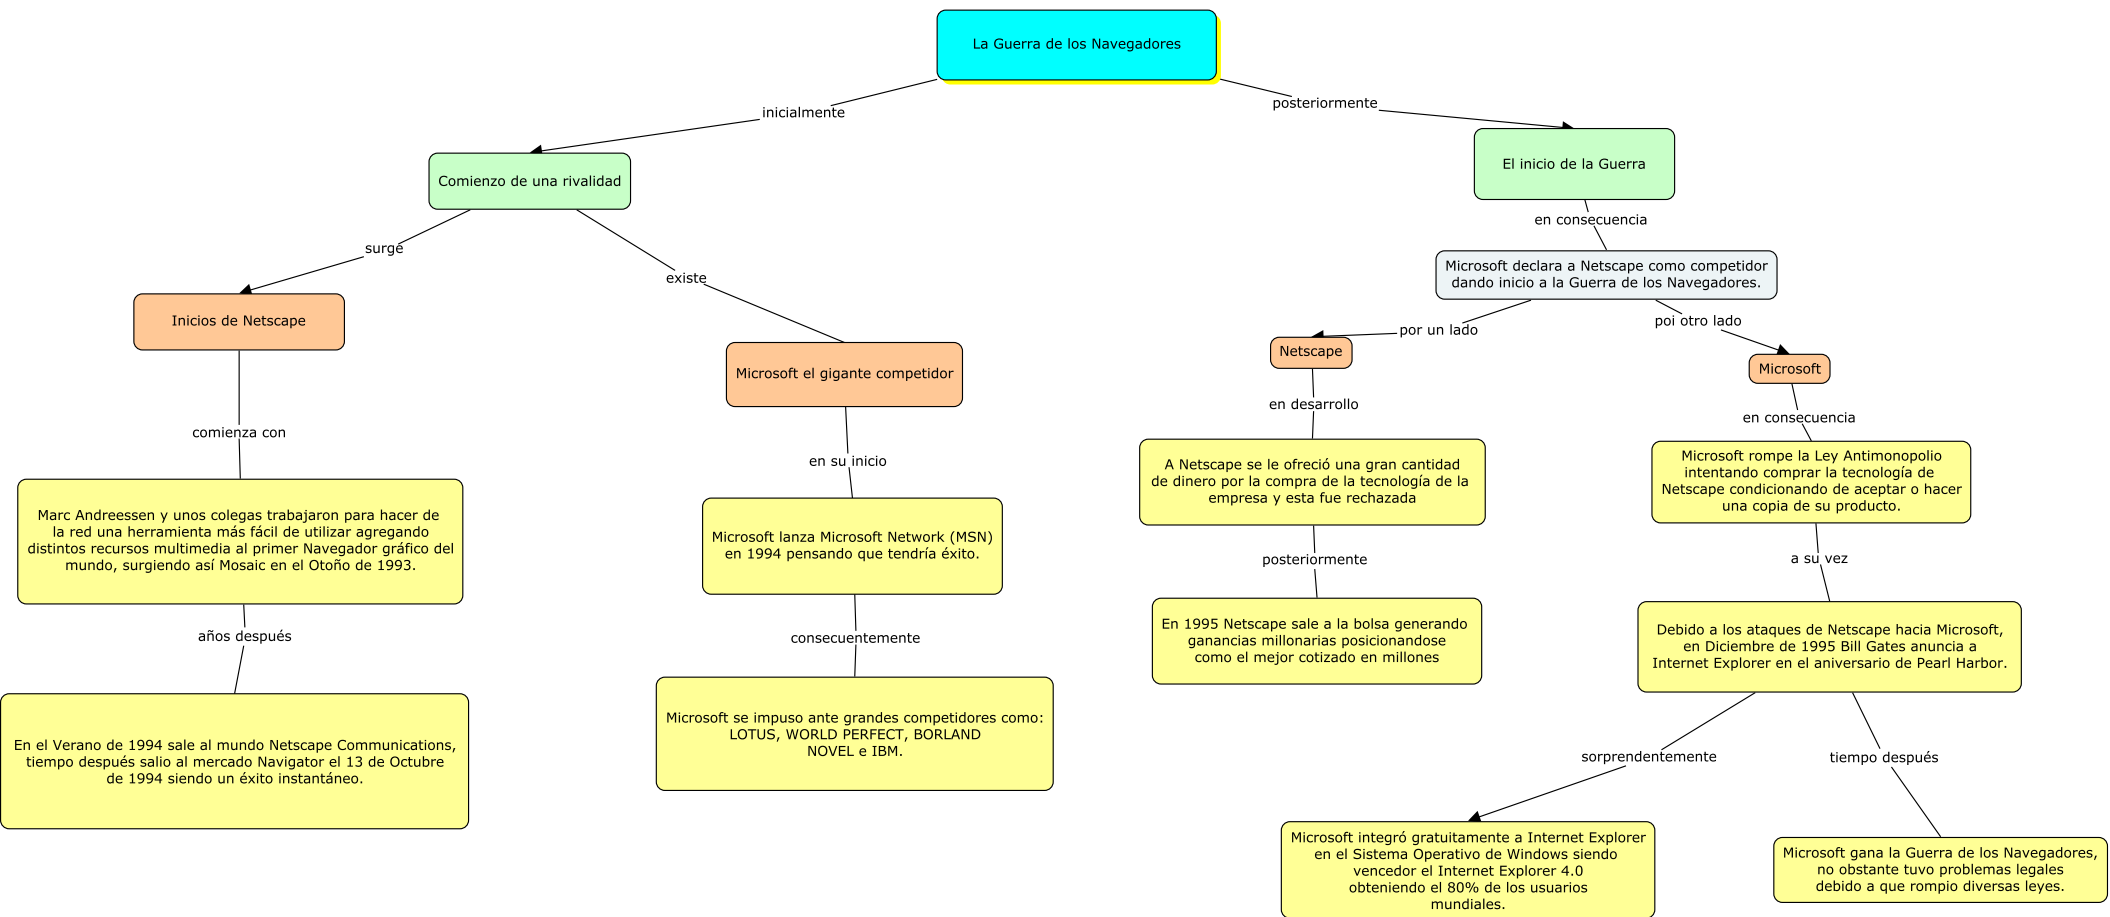 La Guerra de los Navegadores
inicialmente
posteriormente
Comienzo de una rivalidad
El inicio de la Guerra
surge
existe
en consecuencia
Inicios de Netscape
Microsoft el gigante competidor
Microsoft declara a Netscape como competidor
dando inicio a la Guerra de los Navegadores.
por un lado
poi otro lado
Netscape
Microsoft
comienza con
en su inicio
en desarrollo
en consecuencia
Marc Andreessen y unos colegas trabajaron para hacer de
la red una herramienta más fácil de utilizar agregando
distintos recursos multimedia al primer Navegador gráfico del
mundo, surgiendo así Mosaic en el Otoño de 1993.
Microsoft lanza Microsoft Network (MSN)
en 1994 pensando que tendría éxito.
A Netscape se le ofreció una gran cantidad
de dinero por la compra de la tecnología de la
empresa y esta fue rechazada
Microsoft rompe la Ley Antimonopolio
intentando comprar la tecnología de
Netscape condicionando de aceptar o hacer
una copia de su producto.
años después
consecuentemente
posteriormente
a su vez
En el Verano de 1994 sale al mundo Netscape Communications,
tiempo después salio al mercado Navigator el 13 de Octubre
de 1994 siendo un éxito instantáneo.
Microsoft se impuso ante grandes competidores como:
LOTUS, WORLD PERFECT, BORLAND
NOVEL e IBM.
En 1995 Netscape sale a la bolsa generando
ganancias millonarias posicionandose
como el mejor cotizado en millones
Debido a los ataques de Netscape hacia Microsoft,
en Diciembre de 1995 Bill Gates anuncia a
Internet Explorer en el aniversario de Pearl Harbor.
sorprendentemente
tiempo después
Microsoft integró gratuitamente a Internet Explorer
en el Sistema Operativo de Windows siendo
vencedor el Internet Explorer 4.0
obteniendo el 80% de los usuarios
mundiales.
Microsoft gana la Guerra de los Navegadores,
no obstante tuvo problemas legales
debido a que rompio diversas leyes.